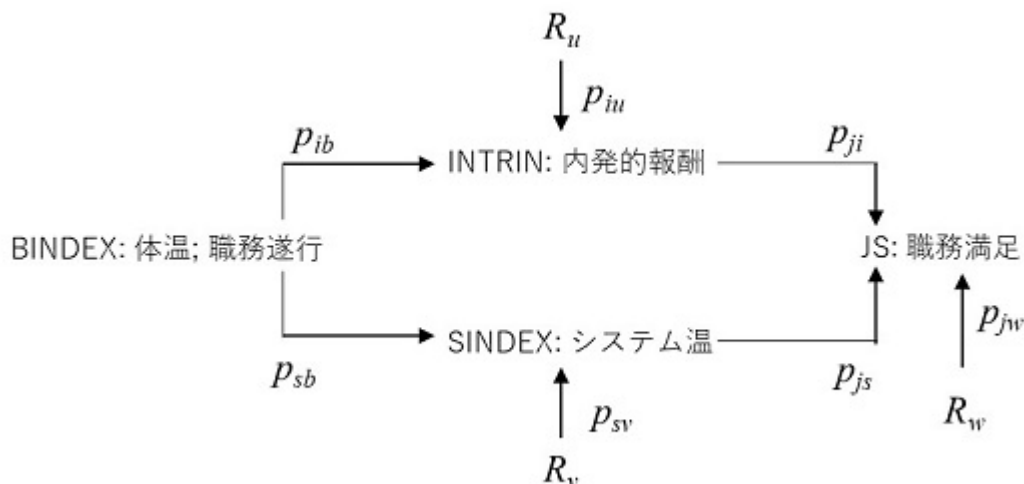 R_u
p_iu
p_ib
p_ji
INTRIN: 内発的報酬
BINDEX: 体温; 職務遂行
JS: 職務満足
p_jw
SINDEX: システム温
p_sb
p_js
p_sv
R_w
R_v